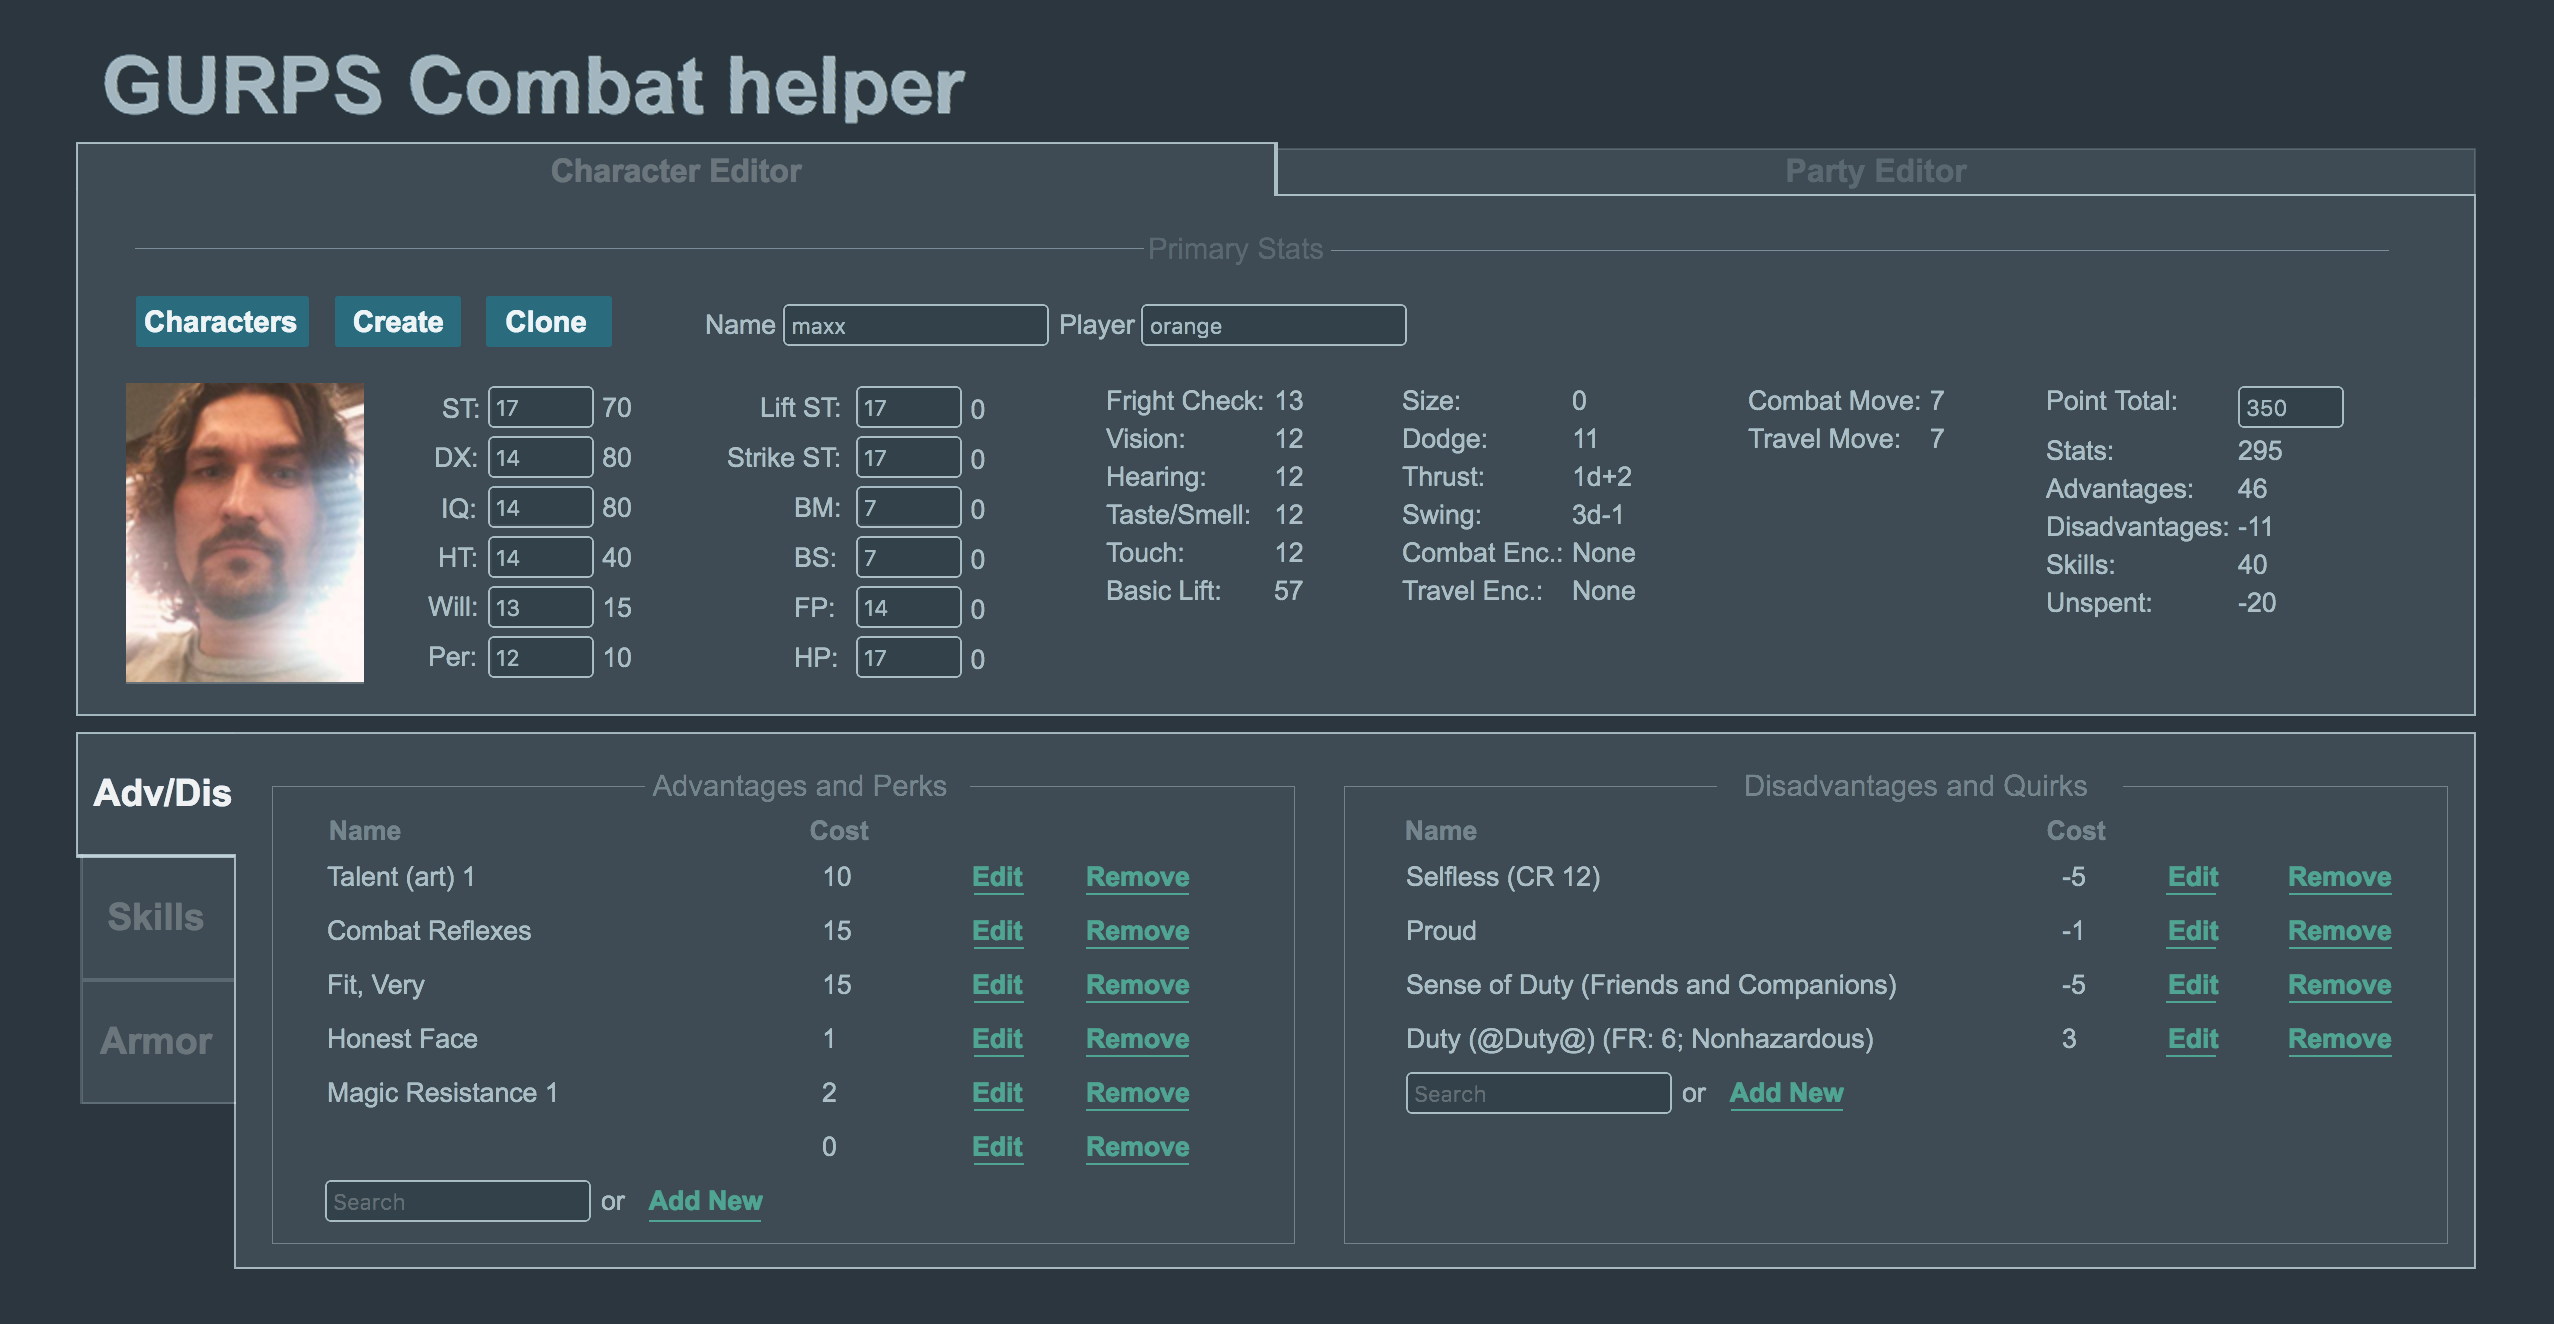 GURPS Combat helper
Character Editor Party Editor
Primary Stats
Characters Create Clone Name maxx Player orange
ST: 17 70 Lift ST: 17 0 Fright Check: 13 Size: 0 Combat Move: 7 Point Total: 350
DX: 14 80 Strike ST: 17 0 Vision: 12 Dodge: 11 Travel Move: 7 Stats: 295
IQ: 14 80 BM: 7 0 Hearing: 12 Thrust: 1d+2 Advantages: 46
HT: 14 40 BS: 7 0 Taste/Smell: 12 Swing: 3d-1 Disadvantages: -11
Will: 13 15 FP: 14 0 Touch: 12 Combat Enc.: None Skills: 40
Per: 12 10 HP: 17 0 Basic Lift: 57 Travel Enc.: None Unspent: -20
Adv/Dis
Skills
Armor
Advantages and Perks
Name Cost
Talent (art) 1 10 Edit Remove
Combat Reflexes 15 Edit Remove
Fit, Very 15 Edit Remove
Honest Face 1 Edit Remove
Magic Resistance 1 2 Edit Remove
0 Edit Remove
Search or Add New
Disadvantages and Quirks
Name Cost
Selfless (CR 12) -5 Edit Remove
Proud -1 Edit Remove
Sense of Duty (Friends and Companions) -5 Edit Remove
Duty (@Duty@) (FR: 6; Nonhazardous) 3 Edit Remove
Search or Add New